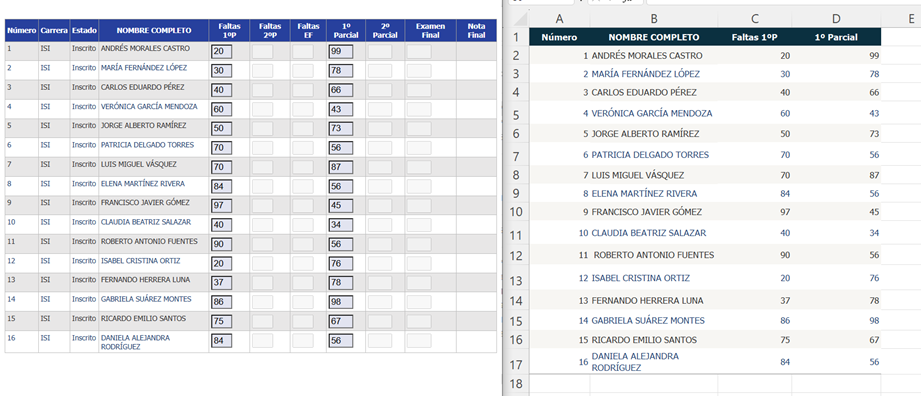 Número Carrera Estado NOMBRE COMPLETO Faltas 1ºP Faltas 2ºP Faltas EF 1º Parcial 2º Parcial Examen Final Nota Final
1 ISI Inscrito ANDRÉS MORALES CASTRO 20 99
2 ISI Inscrito MARÍA FERNÁNDEZ LÓPEZ 30 78
3 ISI Inscrito CARLOS EDUARDO PÉREZ 40 66
4 ISI Inscrito VERÓNICA GARCÍA MENDOZA 60 43
5 ISI Inscrito JORGE ALBERTO RAMÍREZ 50 73
6 ISI Inscrito PATRICIA DELGADO TORRES 70 56
7 ISI Inscrito LUIS MIGUEL VÁSQUEZ 70 87
8 ISI Inscrito ELENA MARTÍNEZ RIVERA 84 56
9 ISI Inscrito FRANCISCO JAVIER GÓMEZ 97 45
10 ISI Inscrito CLAUDIA BEATRIZ SALAZAR 40 34
11 ISI Inscrito ROBERTO ANTONIO FUENTES 90 56
12 ISI Inscrito ISABEL CRISTINA ORTIZ 20 76
13 ISI Inscrito FERNANDO HERRERA LUNA 37 78
14 ISI Inscrito GABRIELA SUÁREZ MONTES 86 98
15 ISI Inscrito RICARDO EMILIO SANTOS 75 67
16 ISI Inscrito DANIELA ALEJANDRA RODRÍGUEZ 84 56
A B C D E
1 Número NOMBRE COMPLETO Faltas 1ºP 1º Parcial
2 1 ANDRÉS MORALES CASTRO 20 99
3 2 MARÍA FERNÁNDEZ LÓPEZ 30 78
4 3 CARLOS EDUARDO PÉREZ 40 66
5 4 VERÓNICA GARCÍA MENDOZA 60 43
6 5 JORGE ALBERTO RAMÍREZ 50 73
7 6 PATRICIA DELGADO TORRES 70 56
8 7 LUIS MIGUEL VÁSQUEZ 70 87
9 8 ELENA MARTÍNEZ RIVERA 84 56
10 9 FRANCISCO JAVIER GÓMEZ 97 45
11 10 CLAUDIA BEATRIZ SALAZAR 40 34
12 11 ROBERTO ANTONIO FUENTES 90 56
13 12 ISABEL CRISTINA ORTIZ 20 76
14 13 FERNANDO HERRERA LUNA 37 78
15 14 GABRIELA SUÁREZ MONTES 86 98
16 15 RICARDO EMILIO SANTOS 75 67
17 16 DANIELA ALEJANDRA RODRÍGUEZ 84 56
18